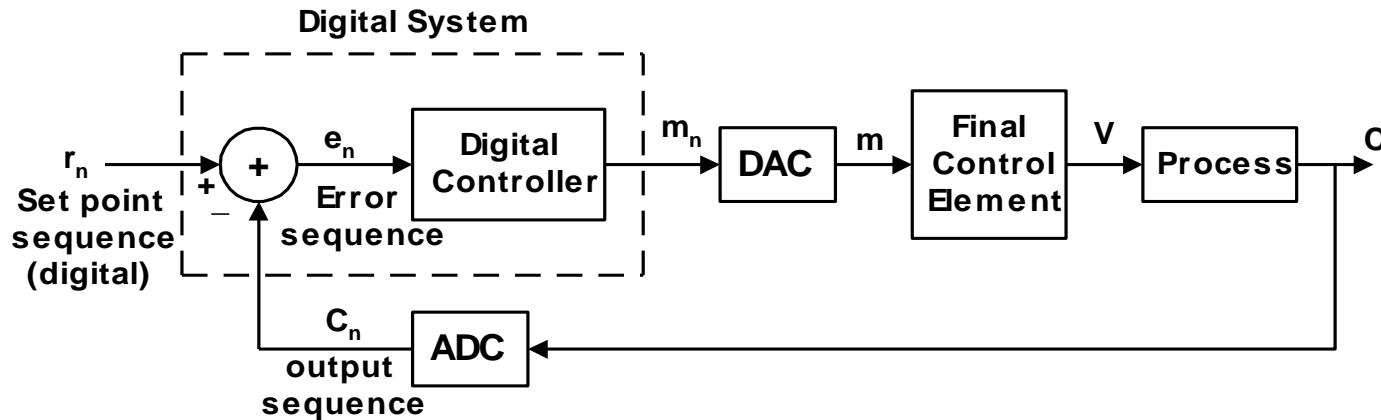 Digital System
r_n
Set point
sequence
(digital)
+
−
+
e_n
Error
sequence
Digital
Controller
m_n
DAC
m
Final
Control
Element
V
Process
C_n
output
sequence
ADC